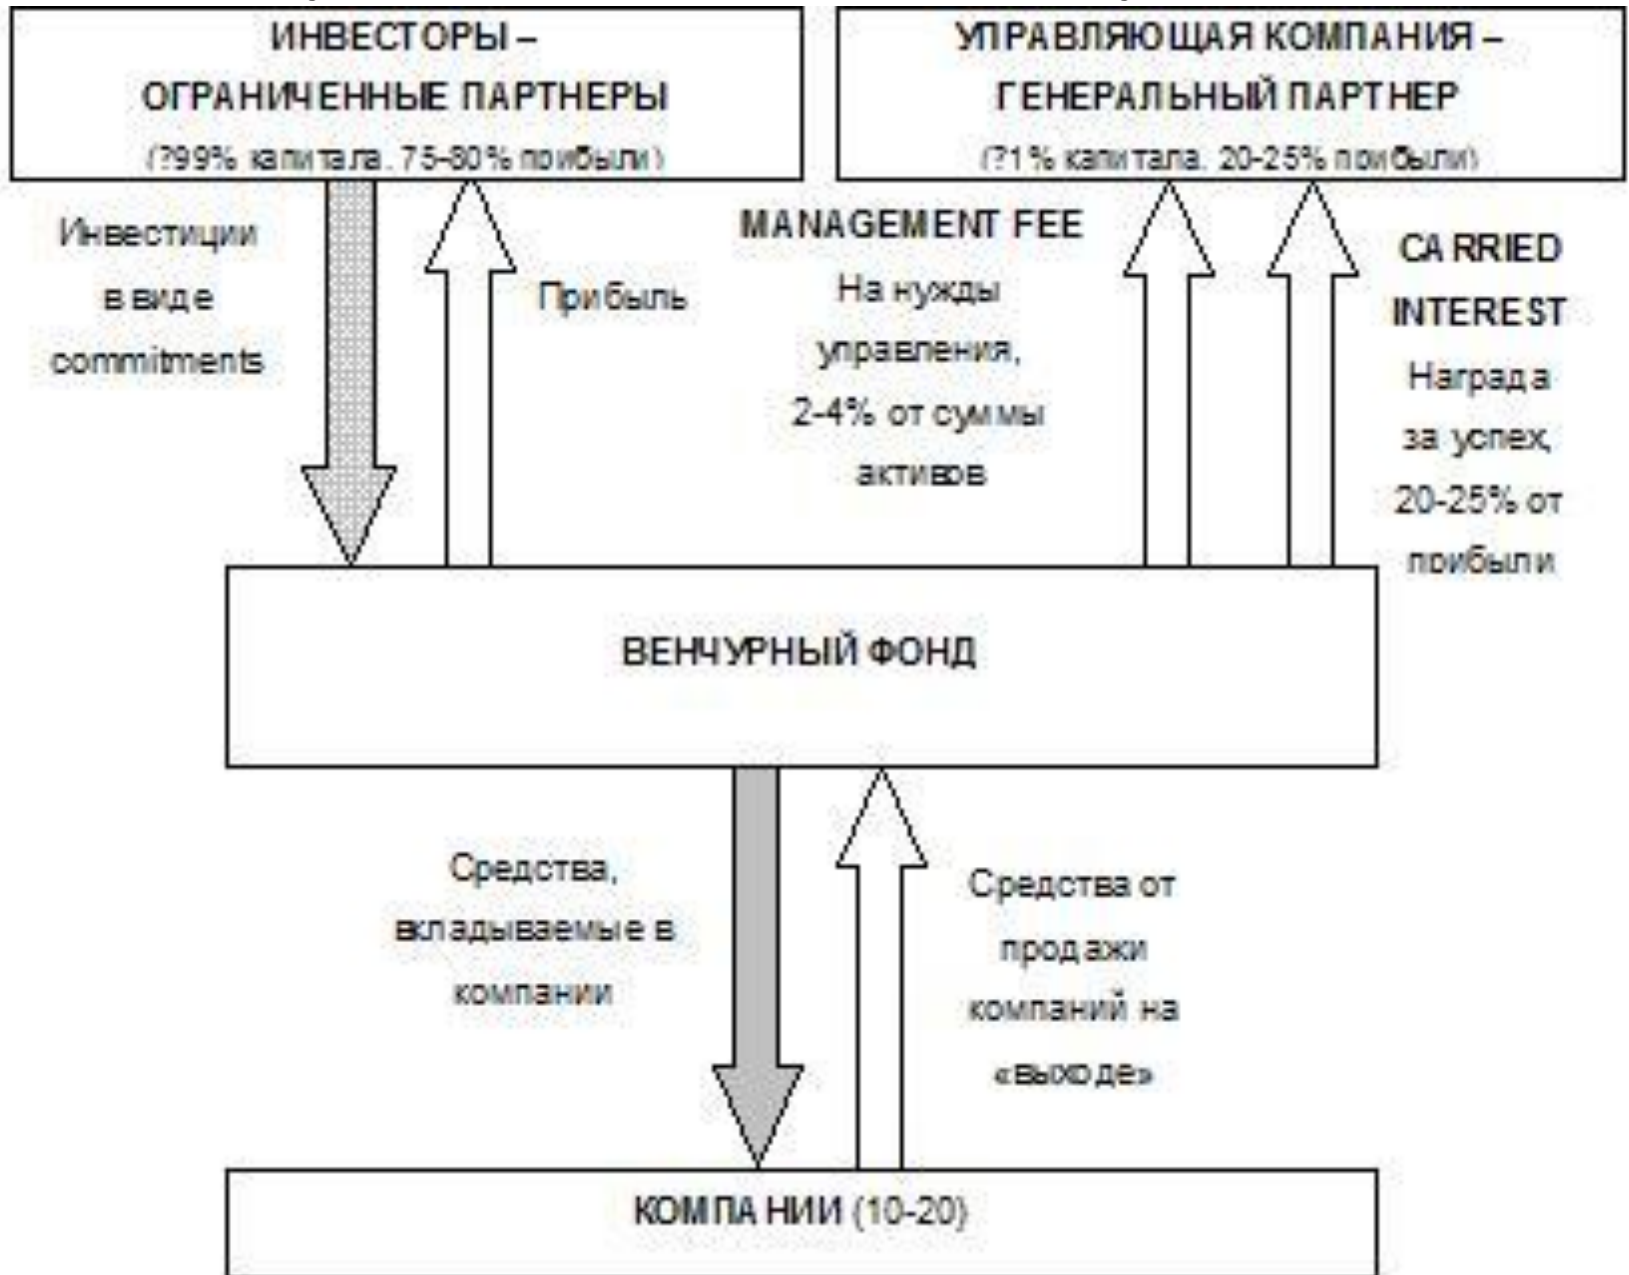 ИНВЕСТОРЫ –
ОГРАНИЧЕННЫЕ ПАРТНЕРЫ
(?99% капитала. 75-80% прибыли)
УПРАВЛЯЮЩАЯ КОМПАНИЯ –
ГЕНЕРАЛЬНЫЙ ПАРТНЕР
(?1% капитала. 20-25% прибыли)
Инвестиции
в виде
commitments
Прибыль
MANAGEMENT FEE
На нужды
управления,
2-4% от суммы
активов
CARRIED
INTEREST
Награда
за успех,
20-25% от
прибыли
ВЕНЧУРНЫЙ ФОНД
Средства,
вкладываемые в
компании
Средства от
продажи
компаний на
«выходе»
КОМПАНИИ (10-20)